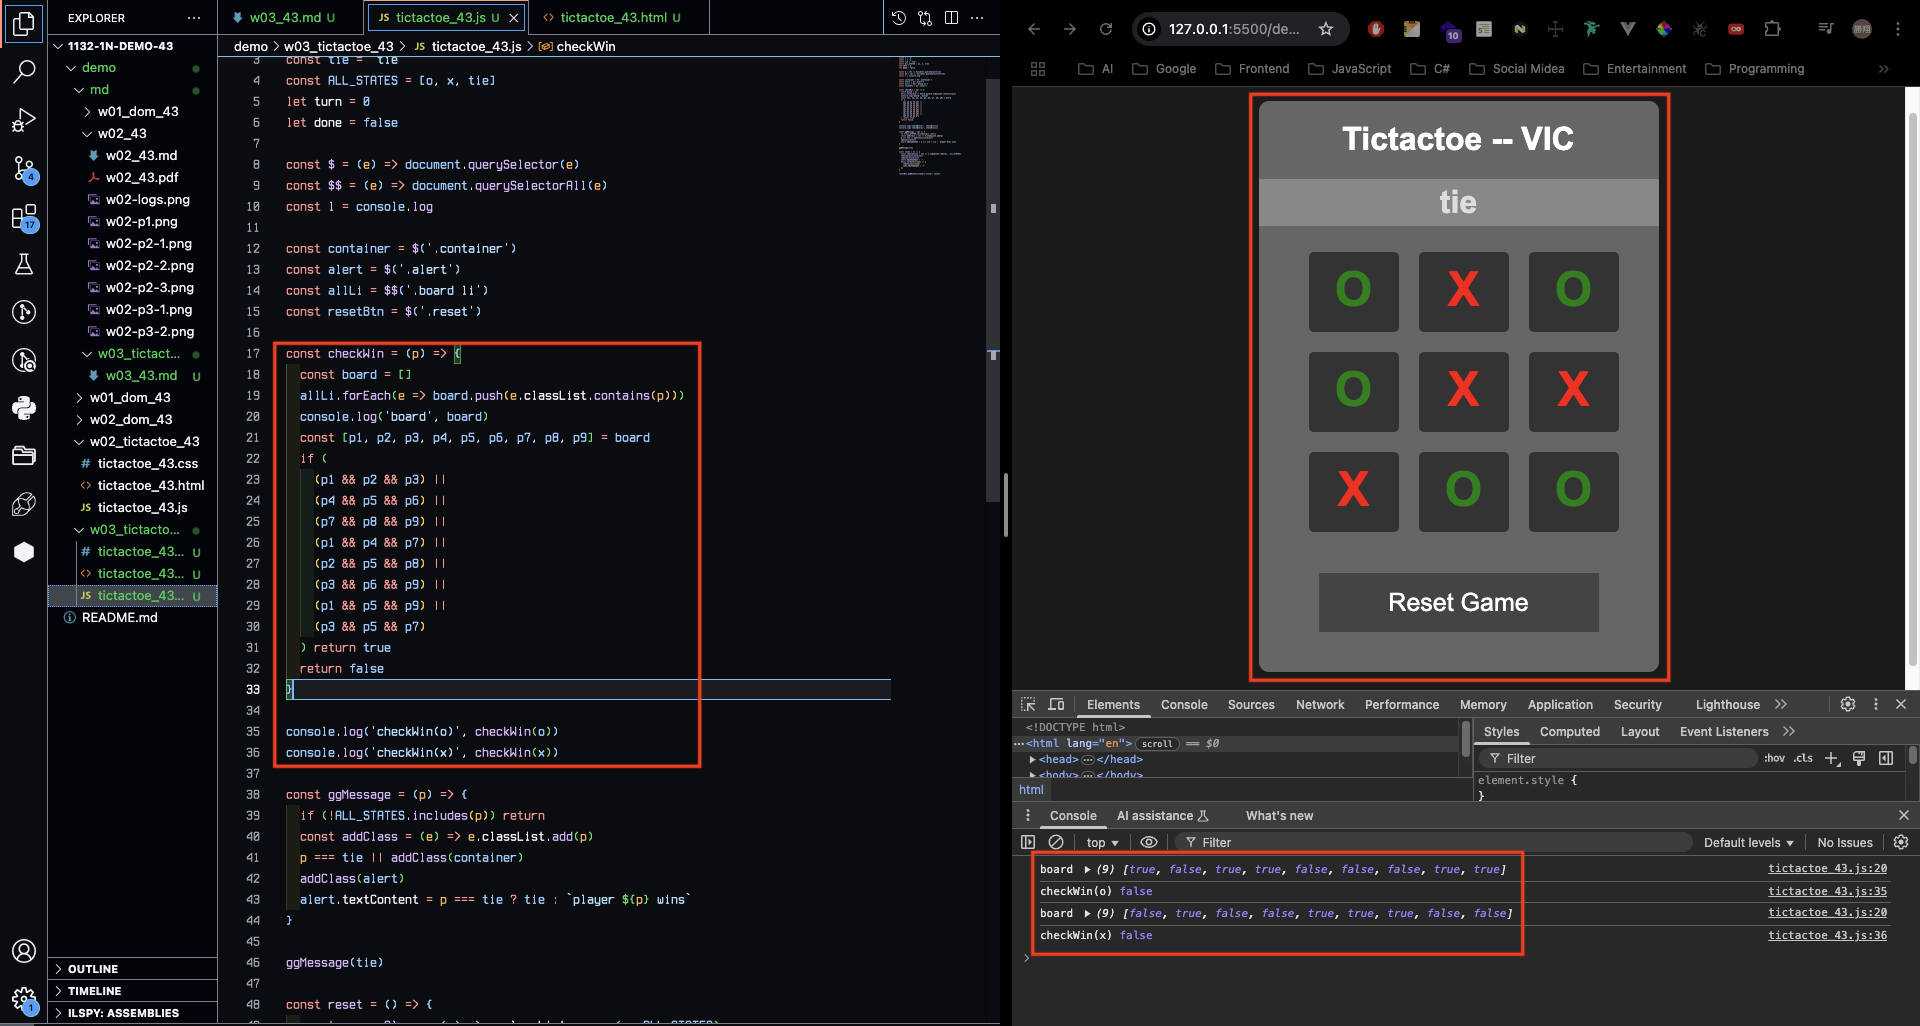 EXPLORER
1132-1N-DEMO-43
demo
md
w01_dom_43
w02_43
w02_43.md
w02_43.pdf
w02-logs.png
w02-p1.png
w02-p2-1.png
w02-p2-2.png
w02-p2-3.png
w02-p3-1.png
w02-p3-2.png
w03_tictact...
w03_43.md U
w01_dom_43
w02_dom_43
w02_tictactoe_43
# tictactoe_43.css
<> tictactoe_43.html
JS tictactoe_43.js
w03_tictacto...
# tictactoe_43... U
<> tictactoe_43... U
JS tictactoe_43... U
README.md
OUTLINE
TIMELINE
ILSPY: ASSEMBLIES
4
17
1
w03_43.md U
JS tictactoe_43.js U
<> tictactoe_43.html U
demo > w03_tictactoe_43 > JS tictactoe_43.js > checkWin
3 const tie = 'tie'
4 const ALL_STATES = [o, x, tie]
5 let turn = 0
6 let done = false
7
8 const $ = (e) => document.querySelector(e)
9 const $$ = (e) => document.querySelectorAll(e)
10 const l = console.log
11
12 const container = $('.container')
13 const alert = $('.alert')
14 const allLi = $$('.board li')
15 const resetBtn = $('.reset')
16
17 const checkWin = (p) => {
18 const board = []
19 allLi.forEach(e => board.push(e.classList.contains(p)))
20 console.log('board', board)
21 const [p1, p2, p3, p4, p5, p6, p7, p8, p9] = board
22 if (
23 (p1 && p2 && p3) ||
24 (p4 && p5 && p6) ||
25 (p7 && p8 && p9) ||
26 (p1 && p4 && p7) ||
27 (p2 && p5 && p8) ||
28 (p3 && p6 && p9) ||
29 (p1 && p5 && p9) ||
30 (p3 && p5 && p7)
31 ) return true
32 return false
33 }
34
35 console.log('checkWin(o)', checkWin(o))
36 console.log('checkWin(x)', checkWin(x))
37
38 const ggMessage = (p) => {
39 if (!ALL_STATES.includes(p)) return
40 const addClass = (e) => e.classList.add(p)
41 p === tie || addClass(container)
42 addClass(alert)
43 alert.textContent = p === tie ? tie : `player ${p} wins`
44 }
45
46 ggMessage(tie)
47
48 const reset = () => {
127.0.0.1:5500/de...
10
AI
Google
Frontend
JavaScript
C#
Social Midea
Entertainment
Programming
Tictactoe -- VIC
tie
O X O
O X X
X O O
Reset Game
Elements Console Sources Network Performance Memory Application Security Lighthouse
<!DOCTYPE html>
<html lang="en"> scroll == $0
<head> ... </head>
<body> ... </body>
html
Styles Computed Layout Event Listeners
Filter :hov .cls
element.style {
}
Console AI assistance What's new
top Filter Default levels No Issues
board (9) [true, false, true, true, false, false, false, true, true] tictactoe_43.js:20
checkWin(o) false tictactoe_43.js:35
board (9) [false, true, false, false, true, true, true, false, false] tictactoe_43.js:20
checkWin(x) false tictactoe_43.js:36